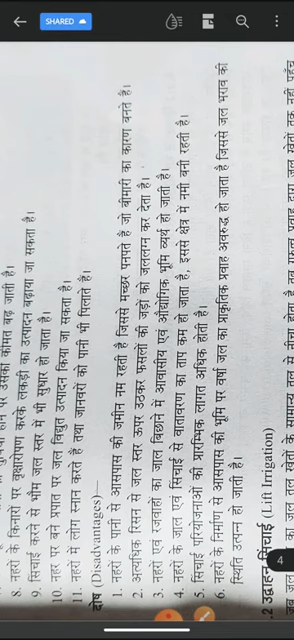 SHARED
नहरों के किनारों पर वृक्षारोपण करके लकड़ी का उत्पादन बढ़ाया जा सकता है।
9. सिंचाई करने से भौम जल स्तर में भी सुधार हो जाता है।
10. नहर पर बने प्रपात पर जल विद्युत उत्पादन किया जा सकता है।
11. नहरों में लोग स्नान करते हैं तथा जानवरों को पानी भी पिलाते हैं।
दोष (Disadvantages)—
1. नहरों के पानी से आसपास की जमीन नम रहती है जिससे मच्छर पनपते हैं जो बीमारी का कारण बनते हैं।
2. अत्यधिक रिसन से जल स्तर ऊपर उठकर फसलों की जड़ों को जलमग्न कर देता है।
3. नहरों एवं रजवाहों का जाल बिछाने में आवासीय एवं औद्योगिक भूमि व्यर्थ हो जाती है।
4. नहरों के जाल एवं सिंचाई से वातावरण का ताप कम हो जाता है, इससे क्षेत्र में नमी बनी रहती है।
5. सिंचाई परियोजनाओं की प्रारम्भिक लागत अधिक होती है।
6. नहरों के निर्माण से आसपास की भूमि पर वर्षा जल का प्राकृतिक प्रवाह अवरुद्ध हो जाता है जिससे जल भराव की
स्थिति उत्पन्न हो जाती है।
.2 उद्वाहन सिंचाई (Lift Irrigation)
4